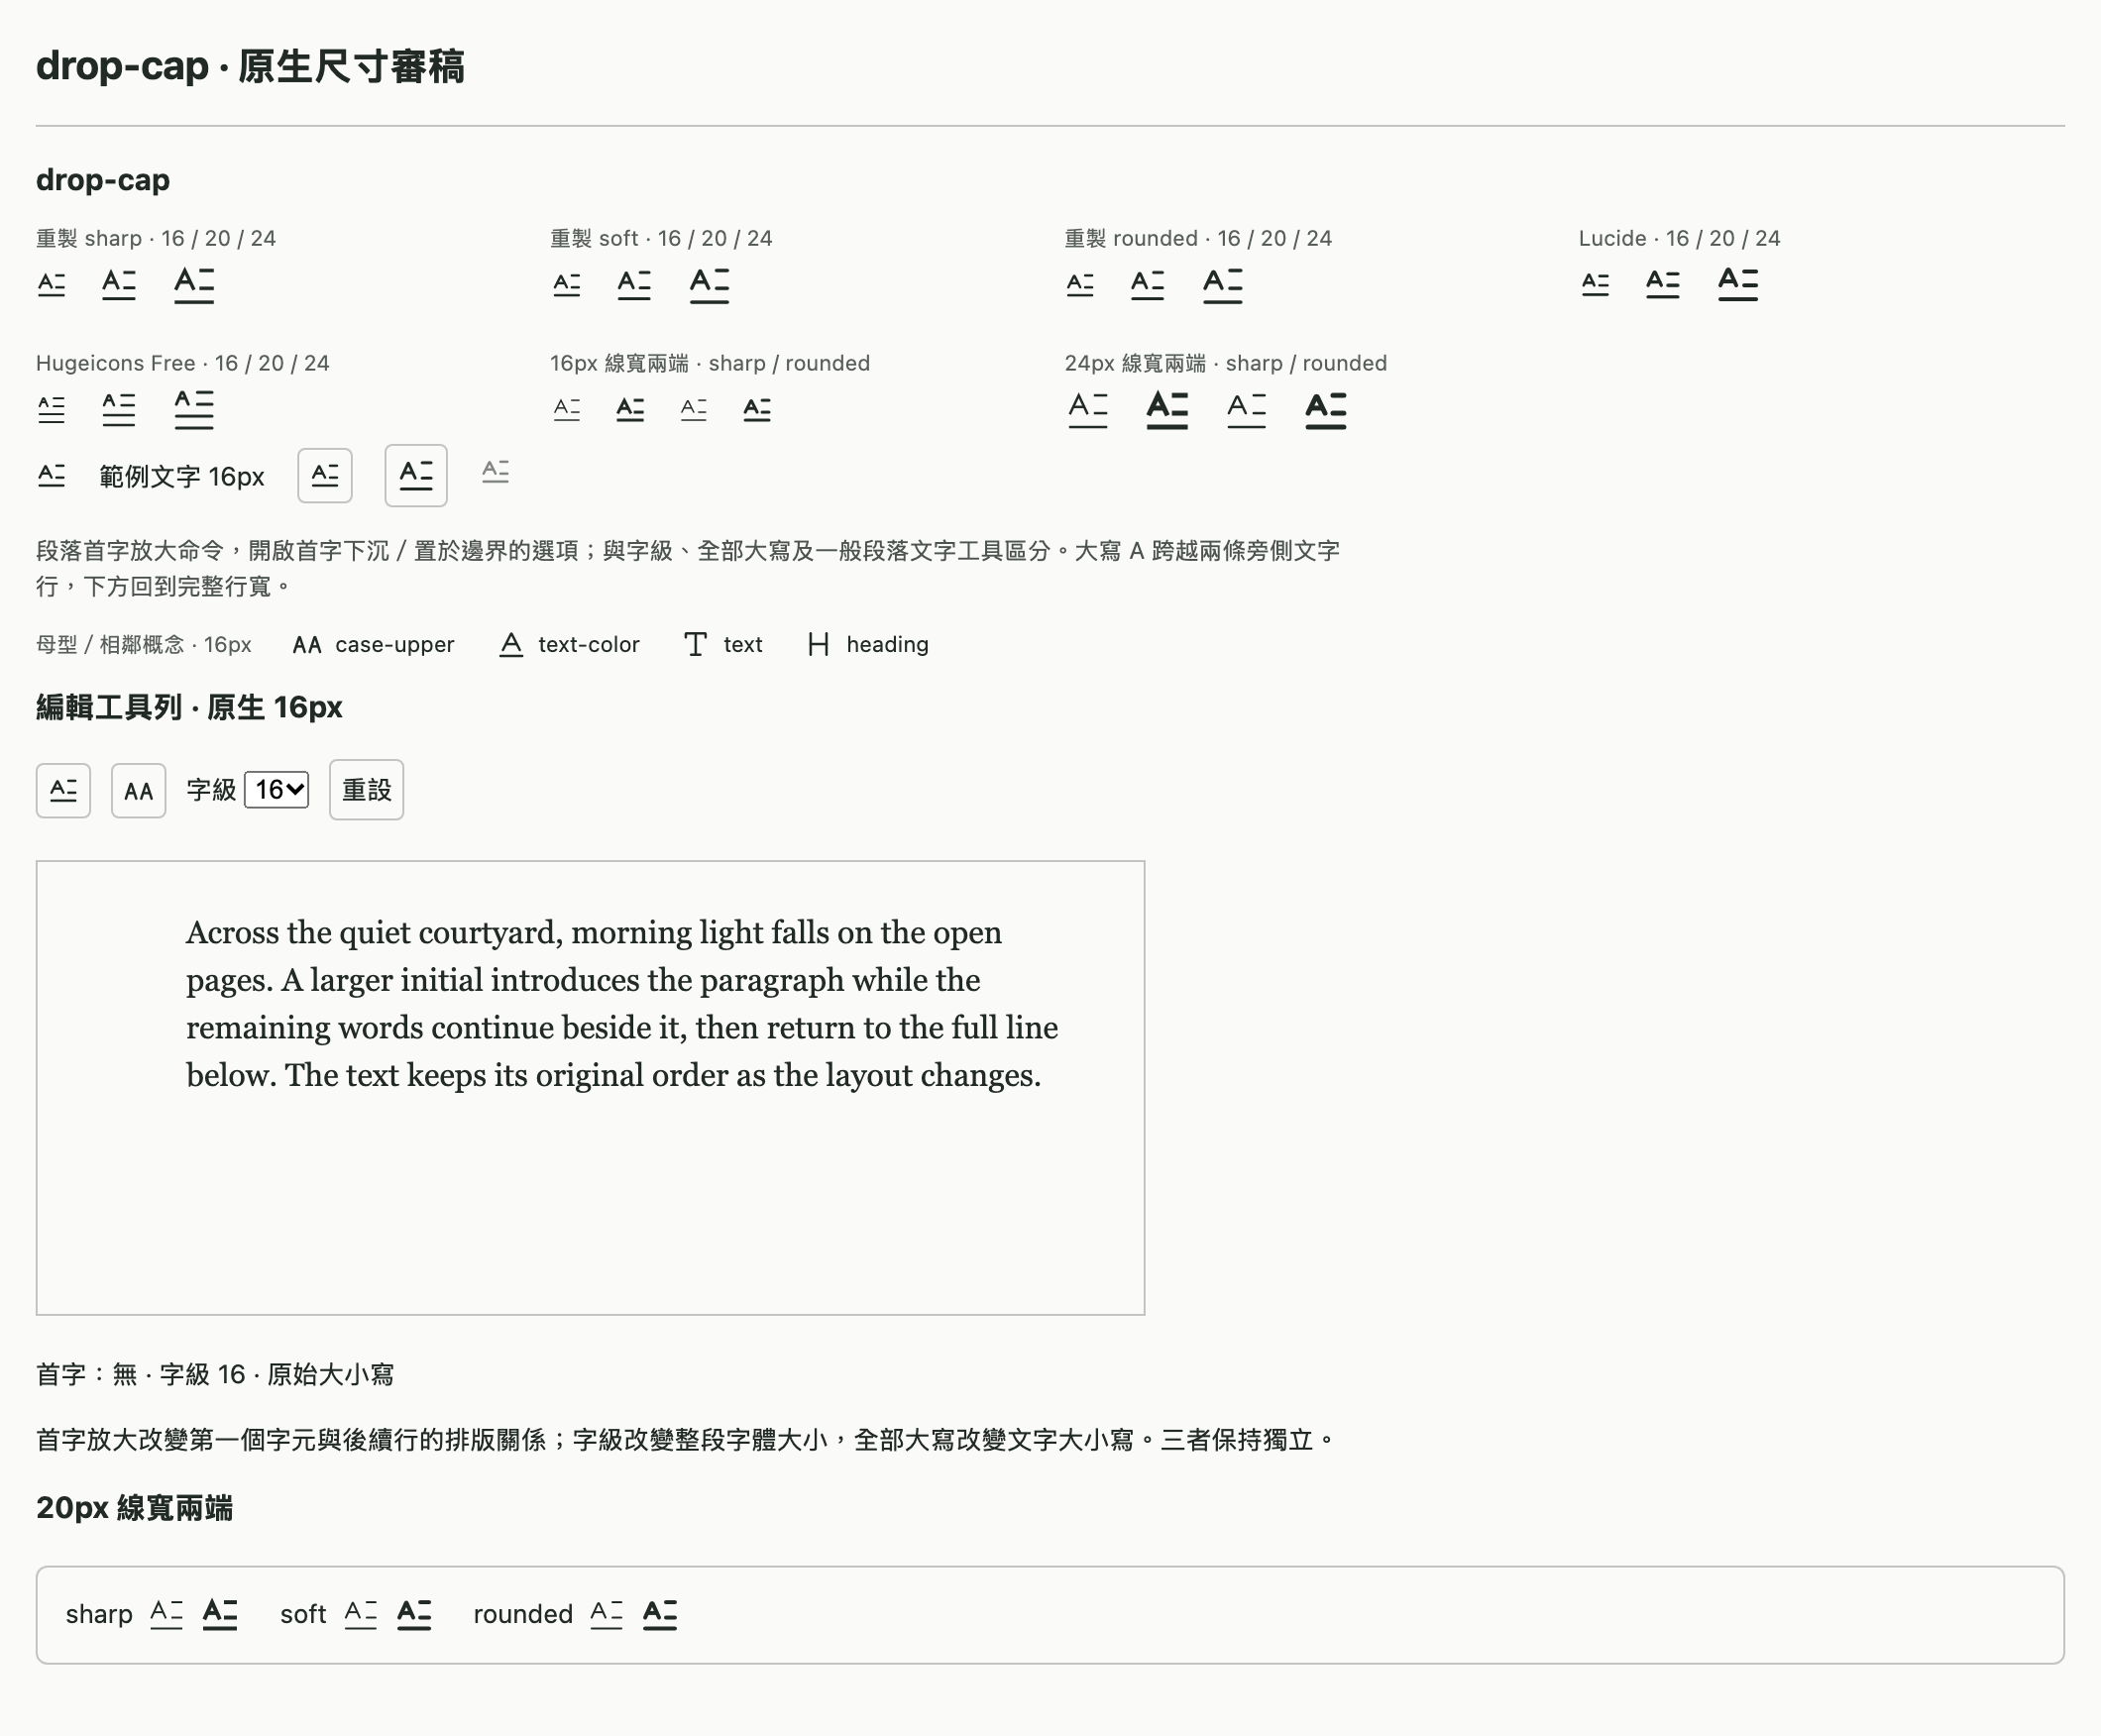 drop-cap · 原生尺寸審稿
drop-cap
重製 sharp · 16 / 20 / 24
重製 soft · 16 / 20 / 24
重製 rounded · 16 / 20 / 24
Lucide · 16 / 20 / 24
Hugeicons Free · 16 / 20 / 24
16px 線寬兩端 · sharp / rounded
24px 線寬兩端 · sharp / rounded
範例文字 16px
段落首字放大命令，開啟首字下沉 / 置於邊界的選項；與字級、全部大寫及一般段落文字工具區分。大寫 A 跨越兩條旁側文字
行，下方回到完整行寬。
母型 / 相鄰概念 · 16px AA case-upper A text-color T text H heading
編輯工具列 · 原生 16px
AA 字級 16 重設
Across the quiet courtyard, morning light falls on the open
pages. A larger initial introduces the paragraph while the
remaining words continue beside it, then return to the full line
below. The text keeps its original order as the layout changes.
首字：無 · 字級 16 · 原始大小寫
首字放大改變第一個字元與後續行的排版關係；字級改變整段字體大小，全部大寫改變文字大小寫。三者保持獨立。
20px 線寬兩端
sharp soft rounded